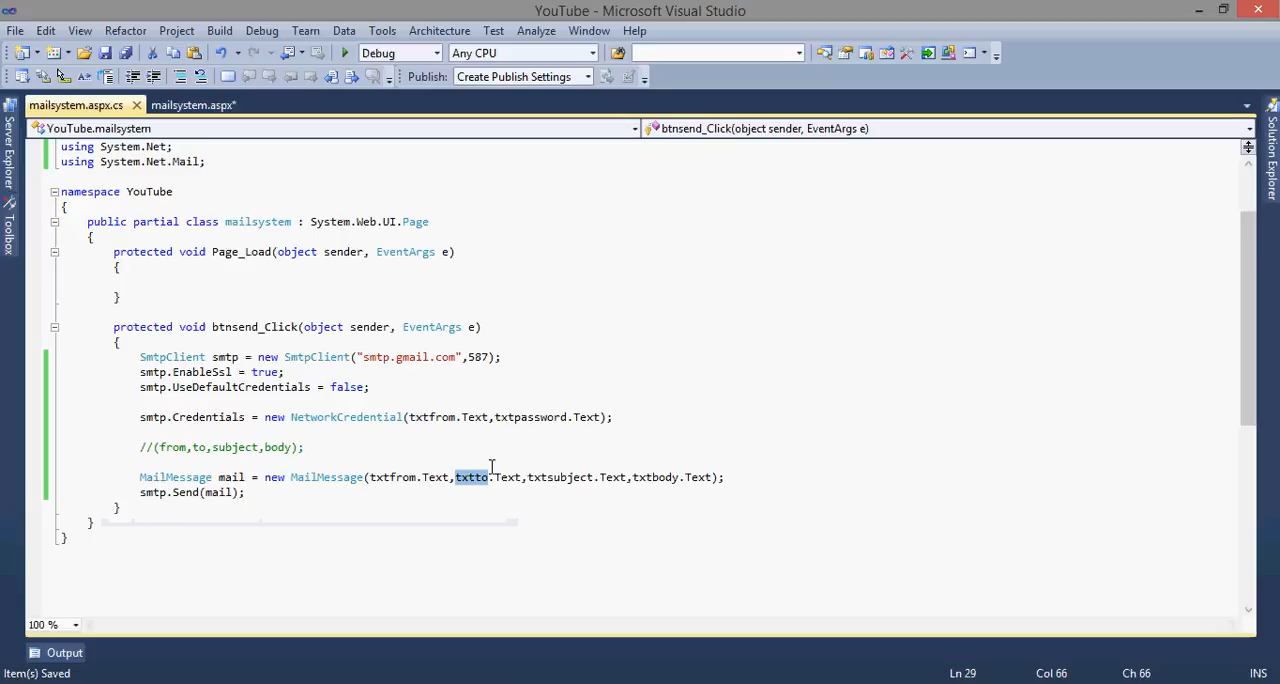 YouTube - Microsoft Visual Studio
File Edit View Refactor Project Build Debug Team Data Tools Architecture Test Analyze Window Help
Debug Any CPU
Publish: Create Publish Settings
mailsystem.aspx.cs mailsystem.aspx*
YouTube.mailsystem btnsend_Click(object sender, EventArgs e)
Server Explorer
Toolbox
Solution Explorer
using System.Net;
using System.Net.Mail;
namespace YouTube
{
public partial class mailsystem : System.Web.UI.Page
{
protected void Page_Load(object sender, EventArgs e)
{
}
protected void btnsend_Click(object sender, EventArgs e)
{
SmtpClient smtp = new SmtpClient("smtp.gmail.com",587);
smtp.EnableSsl = true;
smtp.UseDefaultCredentials = false;
smtp.Credentials = new NetworkCredential(txtfrom.Text,txtpassword.Text);
//(from,to,subject,body);
MailMessage mail = new MailMessage(txtfrom.Text,txtto.Text,txtsubject.Text,txtbody.Text);
smtp.Send(mail);
}
}
}
100 %
Output
Item(s) Saved Ln 29 Col 66 Ch 66 INS